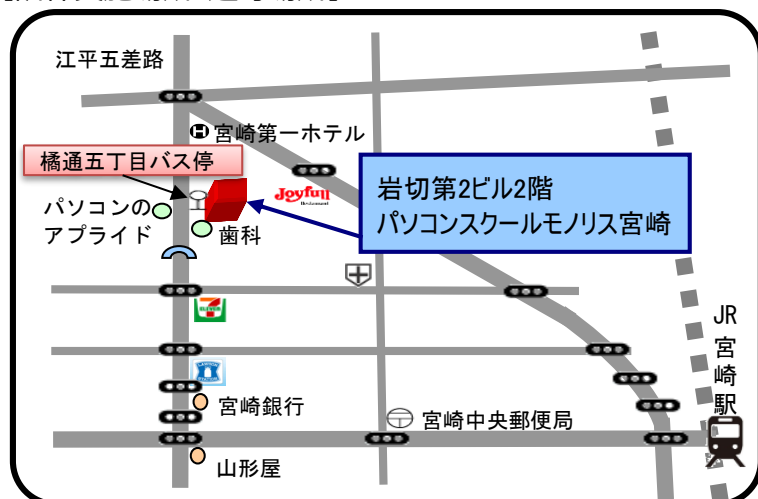 江平五差路
宮崎第一ホテル
橘通五丁目バス停
Joyfull
Restaurant
岩切第2ビル2階
パソコンスクールモノリス宮崎
パソコンの
アプライド
歯科
ELEVEN
JR
宮
崎
駅
LAWSON
宮崎銀行
宮崎中央郵便局
山形屋